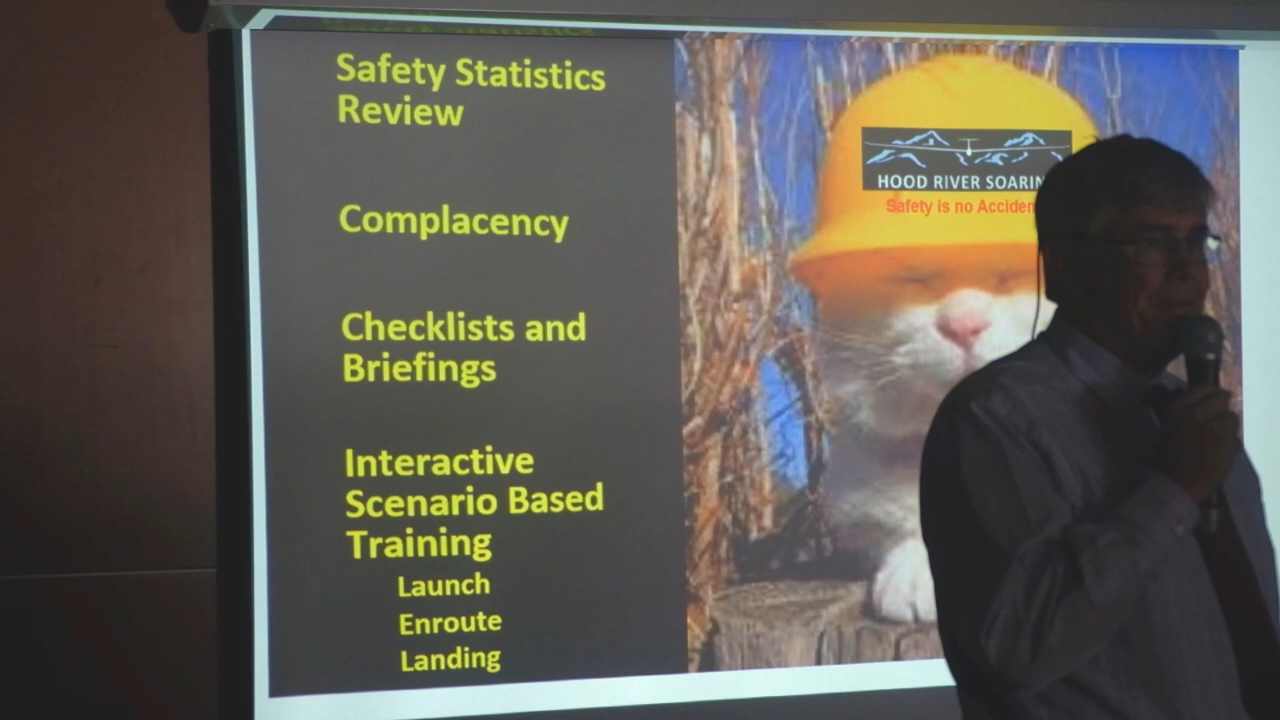 Safety Statistics
Review
Complacency
Checklists and
Briefings
Interactive
Scenario Based
Training
Launch
Enroute
Landing
HOOD RIVER SOARIN
Safety is no Acciden